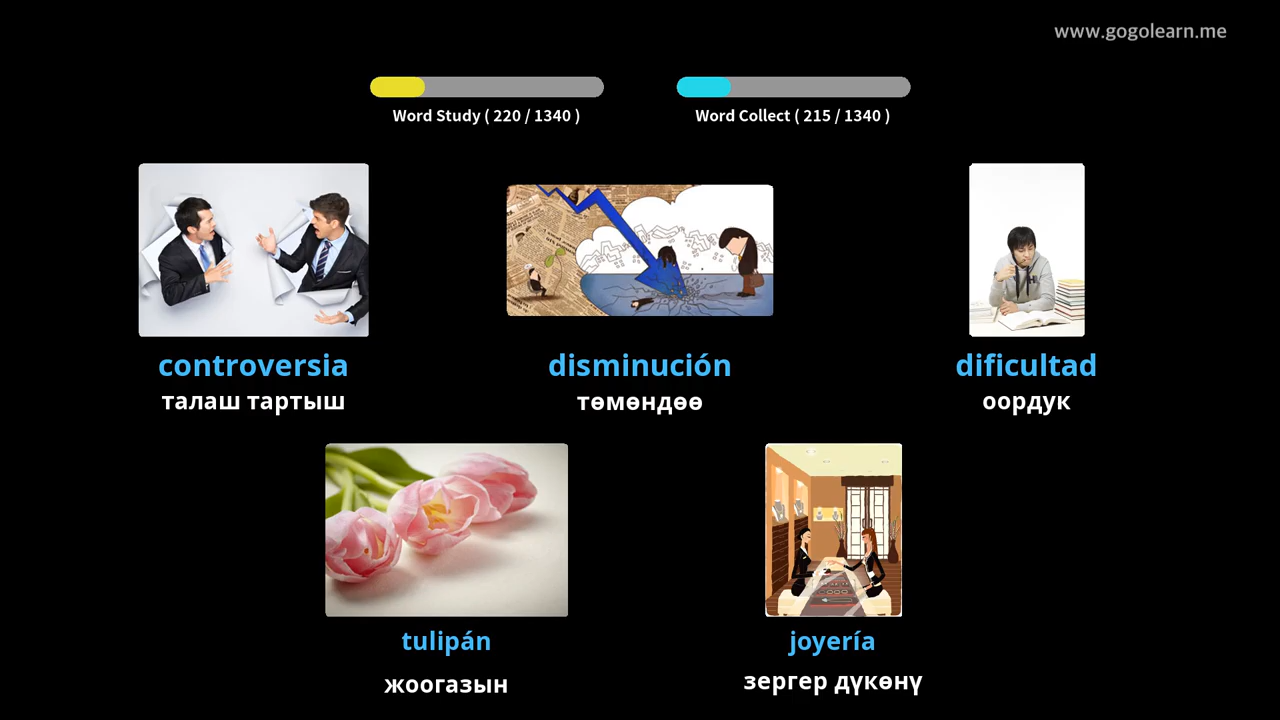 www.gogolearn.me
Word Study ( 220 / 1340 )
Word Collect ( 215 / 1340 )
controversia
талаш тартыш
disminución
төмөндөө
dificultad
оордук
tulipán
жоогазын
joyería
зергер дүкөнү